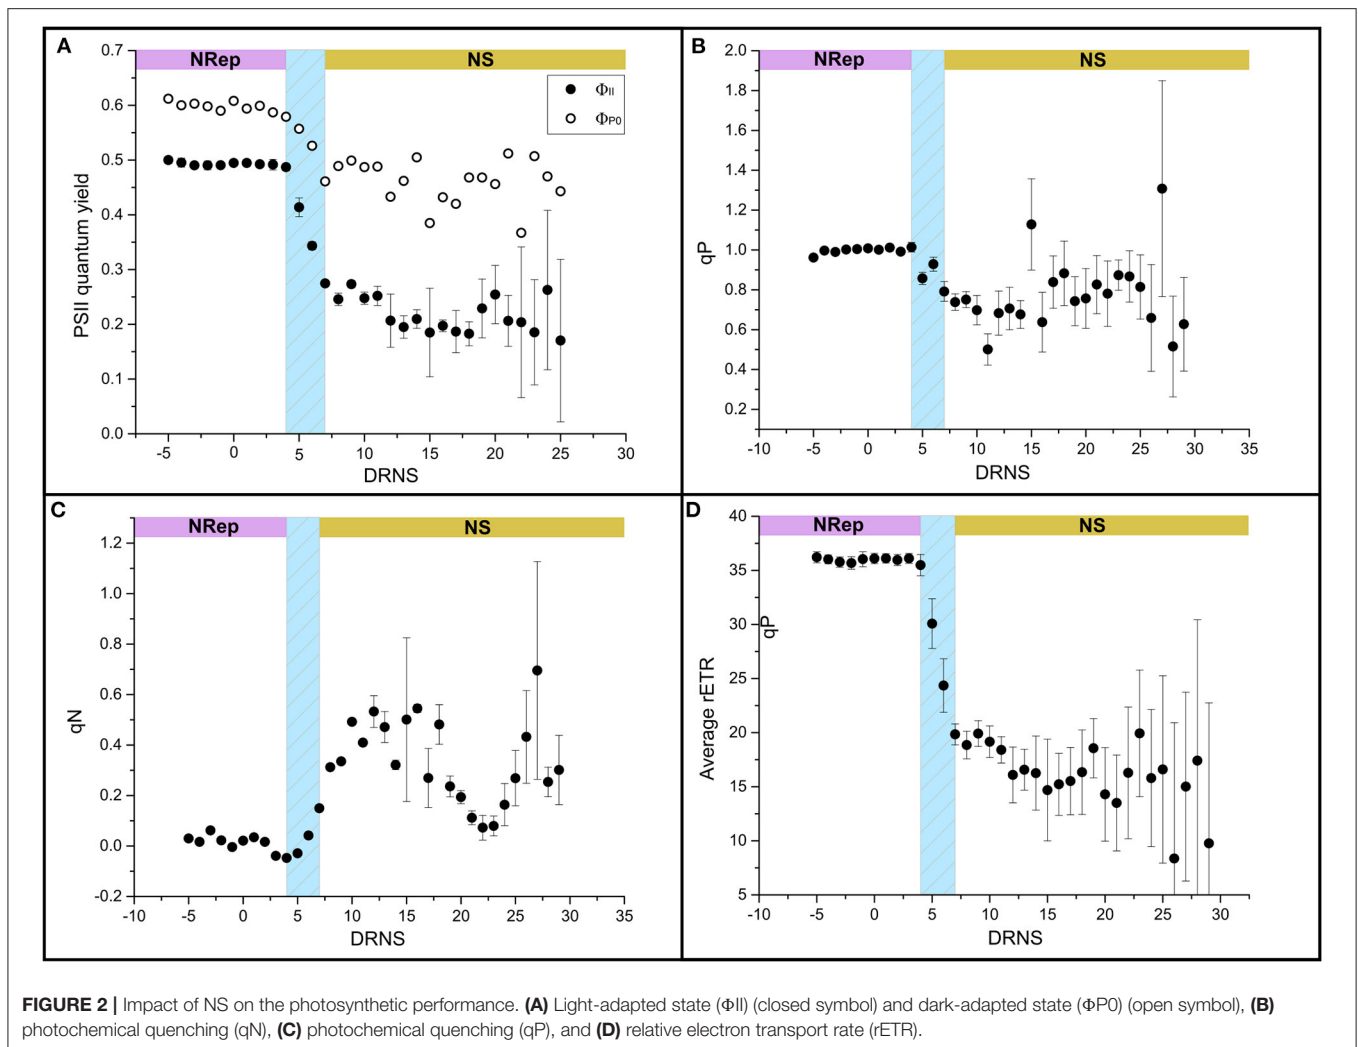 A
0.7
0.6
0.5
0.4
0.3
0.2
0.1
0.0
PSII quantum yield
NRep
NS
ΦII
ΦP0
-5
0
5
10
15
20
25
30
DRNS
B
2.0
1.8
1.6
1.4
1.2
1.0
0.8
0.6
0.4
0.2
qP
NRep
NS
-10
-5
0
5
10
15
20
25
30
35
DRNS
C
1.2
1.0
0.8
0.6
0.4
0.2
0.0
-0.2
qN
NRep
NS
-10
-5
0
5
10
15
20
25
30
35
DRNS
D
40
35
30
25
20
15
10
5
qP
Average rETR
NRep
NS
-10
-5
0
5
10
15
20
25
30
DRNS
FIGURE 2 | Impact of NS on the photosynthetic performance. (A) Light-adapted state (ΦII) (closed symbol) and dark-adapted state (ΦP0) (open symbol), (B)
photochemical quenching (qN), (C) photochemical quenching (qP), and (D) relative electron transport rate (rETR).